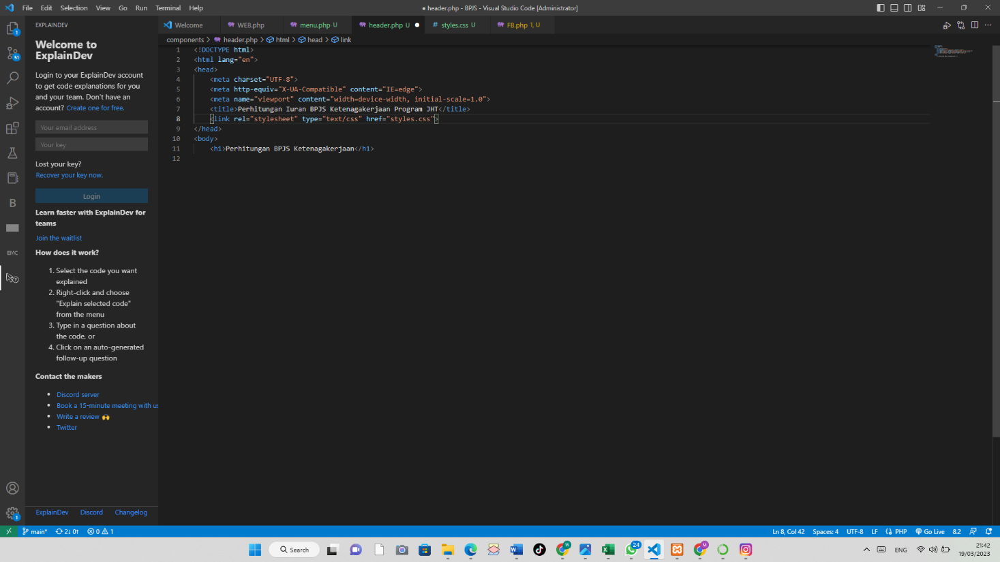 File Edit Selection View Go Run Terminal Help
● header.php - BPJS - Visual Studio Code [Administrator]
EXPLAINDEV
Welcome WEB.php menu.php U header.php U ● # styles.css U FB.php 1, U
components > header.php > html > head > link
1
51
B
EMC
1
Welcome to
ExplainDev
Login to your ExplainDev account
to get code explanations for you
and your team. Don't have an
account? Create one for free.
Your email address
Your key
Lost your key?
Recover your key now.
Login
Learn faster with ExplainDev for
teams
Join the waitlist
How does it work?
1. Select the code you want
explained
2. Right-click and choose
"Explain selected code"
from the menu
3. Type in a question about
the code, or
4. Click on an auto-generated
follow-up question
Contact the makers
• Discord server
• Book a 15-minute meeting with us
• Write a review 🙌
• Twitter
ExplainDev Discord Changelog
1 <!DOCTYPE html>
2 <html lang="en">
3 <head>
4 <meta charset="UTF-8">
5 <meta http-equiv="X-UA-Compatible" content="IE=edge">
6 <meta name="viewport" content="width=device-width, initial-scale=1.0">
7 <title>Perhitungan Iuran BPJS Ketenagakerjaan Program JHT</title>
8 <link rel="stylesheet" type="text/css" href="styles.css">
9 </head>
10 <body>
11 <h1>Perhitungan BPJS Ketenagakerjaan</h1>
12
main* 2↓ 0↑ 0 1
Ln 8, Col 42 Spaces: 4 UTF-8 LF PHP Go Live 8.2
Search
W
24
M
ENG
21:42
19/03/2023